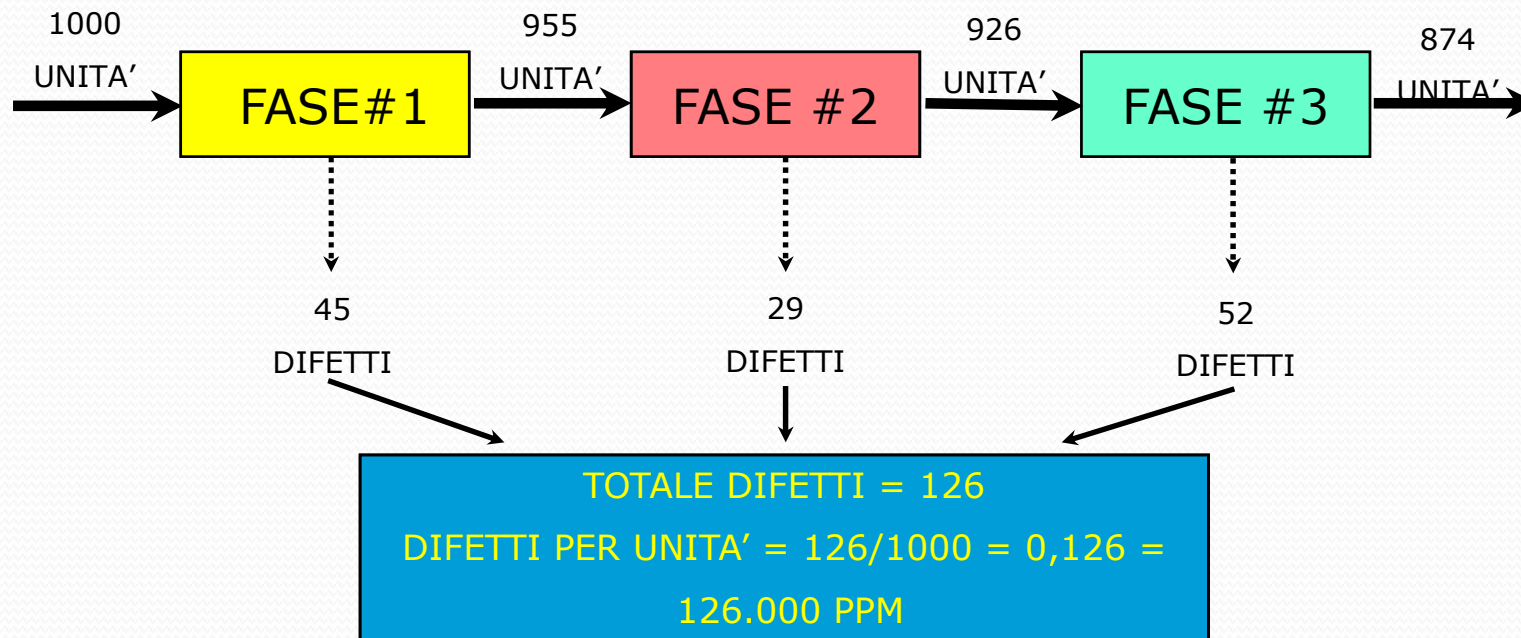 1000
UNITA’
FASE#1
955
UNITA’
FASE #2
926
UNITA’
FASE #3
874
UNITA’
45
DIFETTI
29
DIFETTI
52
DIFETTI
TOTALE DIFETTI = 126
DIFETTI PER UNITA’ = 126/1000 = 0,126 =
126.000 PPM